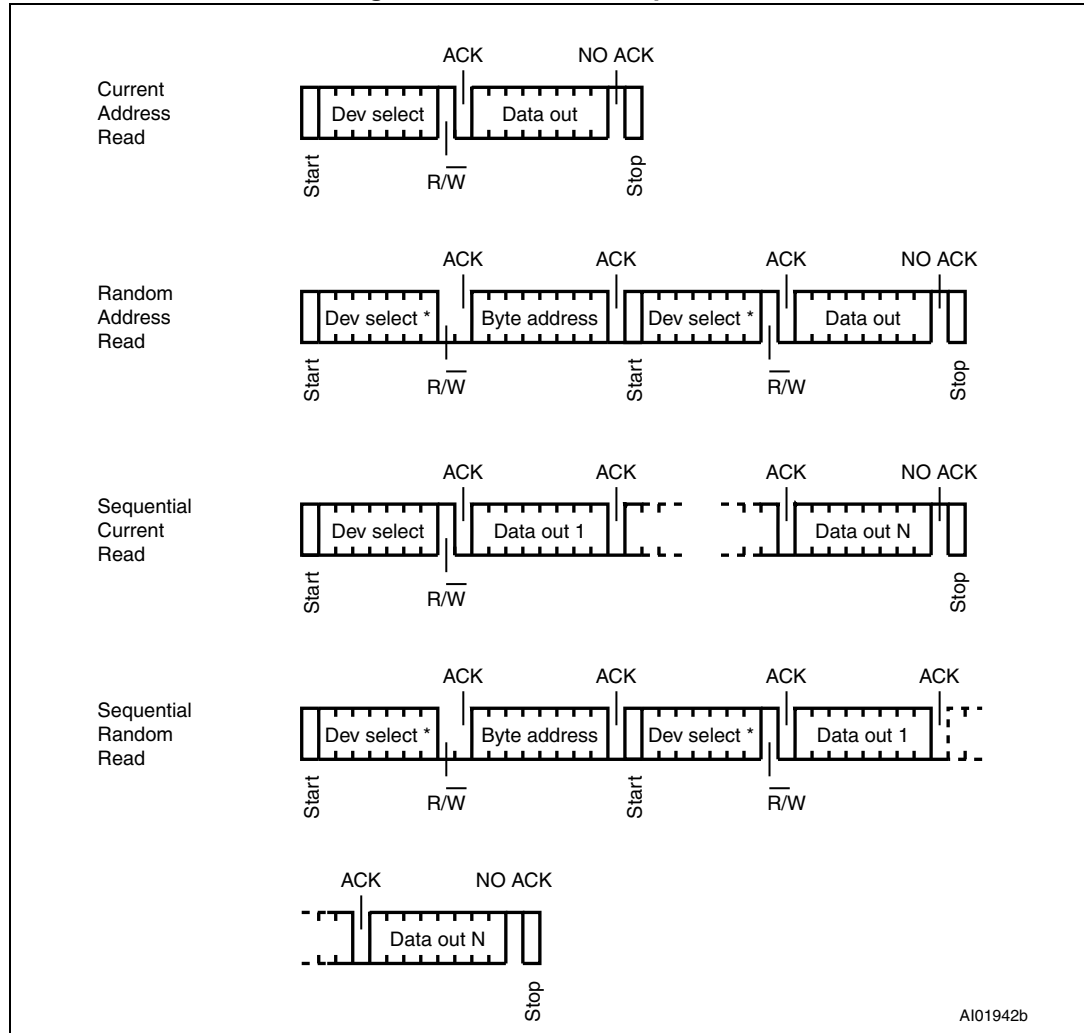 ACK NO ACK
Current
Address
Read
Dev select Data out
Start R/W̅ Stop
ACK ACK ACK NO ACK
Random
Address
Read
Dev select * Byte address Dev select * Data out
Start R/W̅ Start R̅/W Stop
ACK ACK ACK NO ACK
Sequential
Current
Read
Dev select Data out 1 Data out N
Start R/W̅ Stop
ACK ACK ACK ACK
Sequential
Random
Read
Dev select * Byte address Dev select * Data out 1
Start R/W̅ Start R̅/W
ACK NO ACK
Data out N
Stop
AI01942b